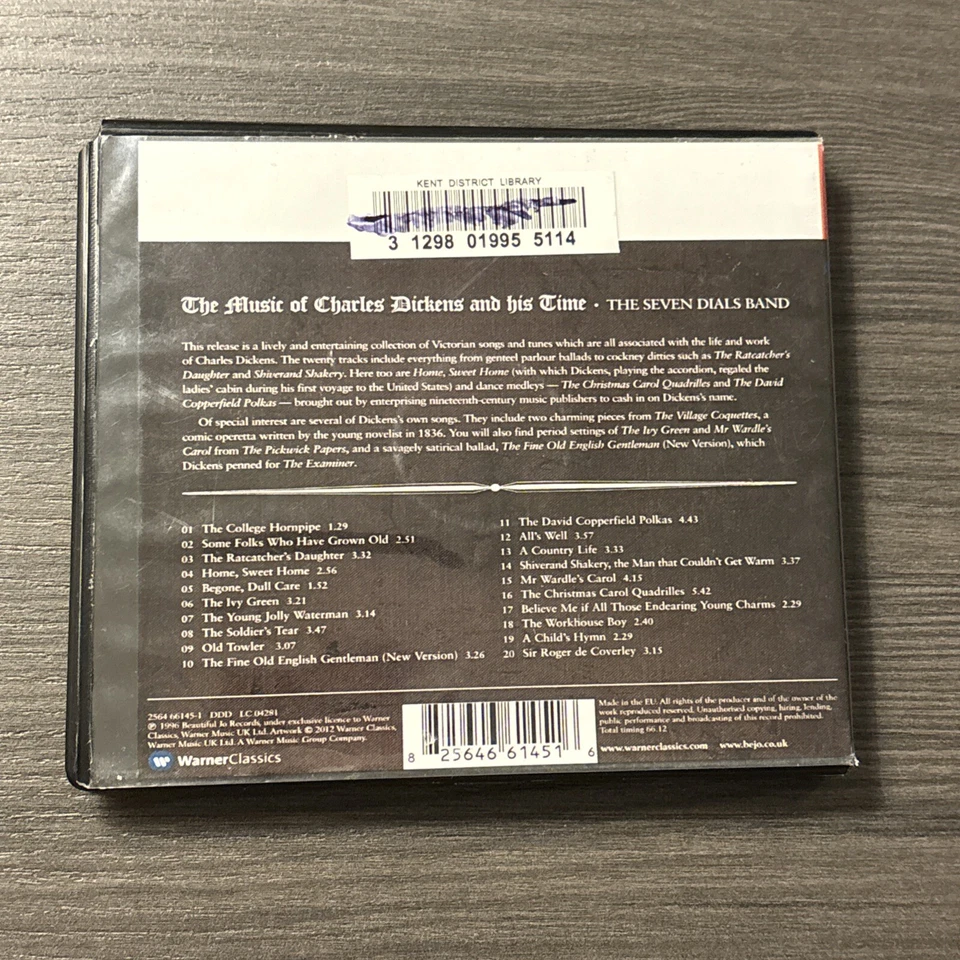 KENT DISTRICT LIBRARY
3 1298 01995 5114
The Music of Charles Dickens and his Time • THE SEVEN DIALS BAND
This release is a lively and entertaining collection of Victorian songs and tunes which are all associated with the life and work
of Charles Dickens. The twenty tracks include everything from genteel parlour ballads to cockney ditties such as The Ratcatcher's
Daughter and Shiverand Shakery. Here too are Home, Sweet Home (with which Dickens, playing the accordion, regaled the
ladies' cabin during his first voyage to the United States) and dance medleys — The Christmas Carol Quadrilles and The David
Copperfield Polkas — brought out by enterprising nineteenth-century music publishers to cash in on Dickens's name.
Of special interest are several of Dickens's own songs. They include two charming pieces from The Village Coquettes, a
comic operetta written by the young novelist in 1836. You will also find period settings of The Ivy Green and Mr Wardle's
Carol from The Pickwick Papers, and a savagely satirical ballad, The Fine Old English Gentleman (New Version), which
Dickens penned for The Examiner.
01 The College Hornpipe 1.29
02 Some Folks Who Have Grown Old 2.51
03 The Ratcatcher's Daughter 3.32
04 Home, Sweet Home 2.56
05 Begone, Dull Care 1.52
06 The Ivy Green 3.21
07 The Young Jolly Waterman 3.14
08 The Soldier's Tear 3.47
09 Old Towler 3.07
10 The Fine Old English Gentleman (New Version) 3.26
11 The David Copperfield Polkas 4.43
12 All's Well 3.57
13 A Country Life 3.33
14 Shiverand Shakery, the Man that Couldn't Get Warm 3.37
15 Mr Wardle's Carol 4.15
16 The Christmas Carol Quadrilles 5.42
17 Believe Me if All Those Endearing Young Charms 2.29
18 The Workhouse Boy 2.40
19 A Child's Hymn 2.29
20 Sir Roger de Coverley 3.15
2564 66145-1 DDD LC 04281
℗ 1996 Beautiful Jo Records, under exclusive licence to Warner
Classics, Warner Music UK Ltd. Artwork © 2012 Warner Classics,
Warner Music UK Ltd. A Warner Music Group Company.
WarnerClassics
8 25646 61451 6
Made in the EU. All rights of the producer and of the owner of the
work reproduced reserved. Unauthorised copying, hiring, lending,
public performance and broadcasting of this record prohibited.
Total timing 66.12
www.warnerclassics.com www.bejo.co.uk